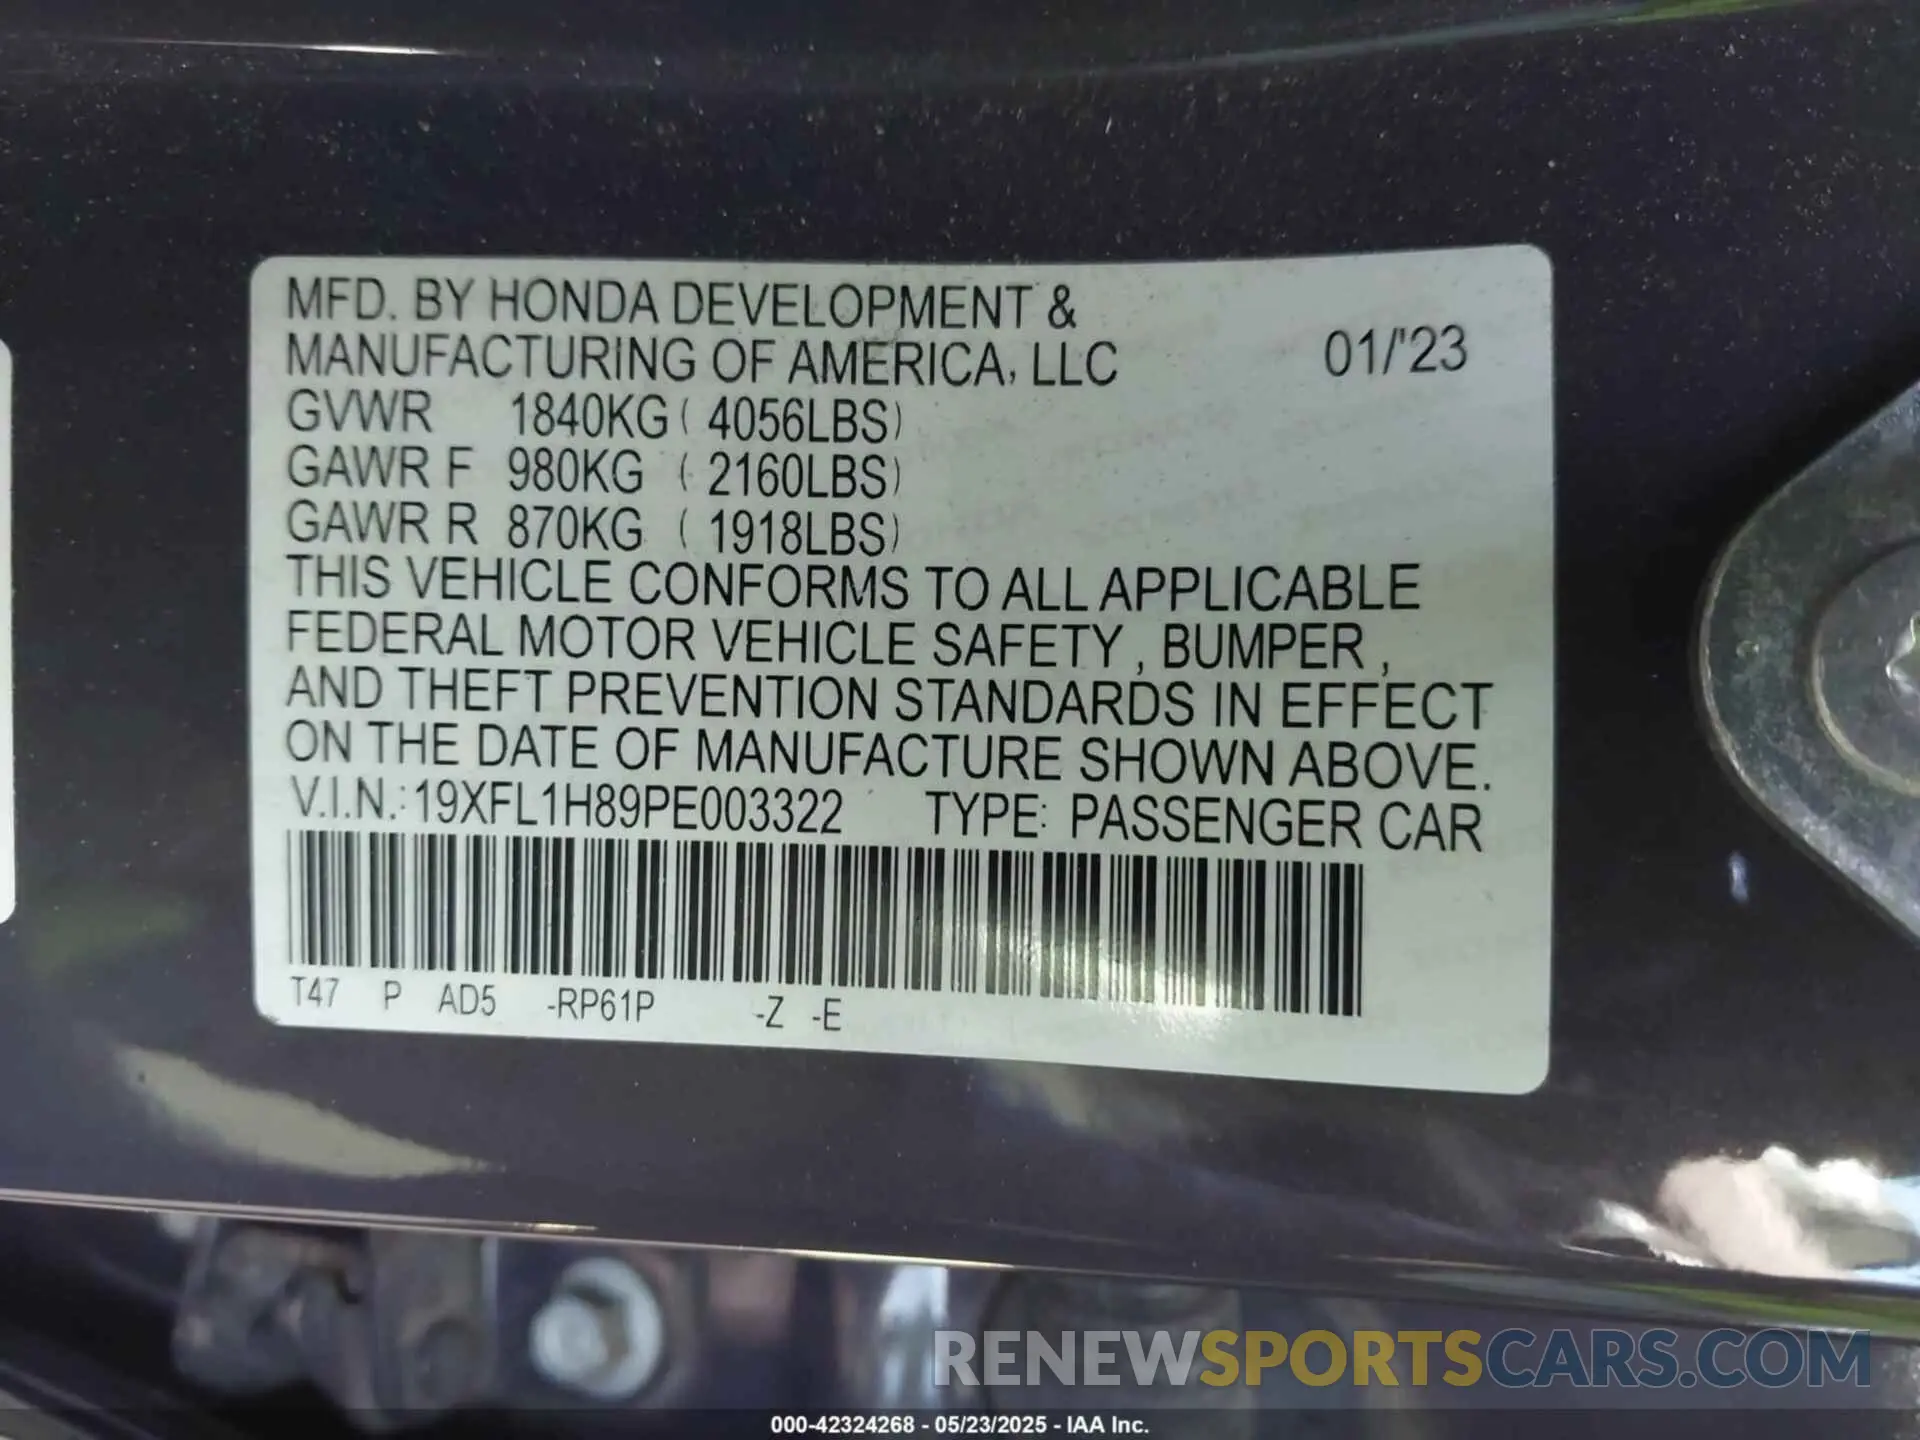 MFD. BY HONDA DEVELOPMENT &
MANUFACTURING OF AMERICA, LLC 01/'23
GVWR 1840KG ( 4056LBS)
GAWR F 980KG ( 2160LBS)
GAWR R 870KG ( 1918LBS)
THIS VEHICLE CONFORMS TO ALL APPLICABLE
FEDERAL MOTOR VEHICLE SAFETY , BUMPER ,
AND THEFT PREVENTION STANDARDS IN EFFECT
ON THE DATE OF MANUFACTURE SHOWN ABOVE.
V.I.N.: 19XFL1H89PE003322 TYPE: PASSENGER CAR
T47 P AD5 -RP61P -Z -E
RENEWSPORTSCARS.COM
000-42324268 - 05/23/2025 - IAA Inc.